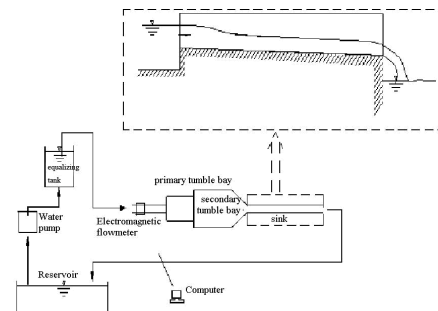 equalizing
tank
primary tumble bay
secondary
tumble bay
Water
pump
Electromagnetic
flowmeter
sink
Reservoir
Computer